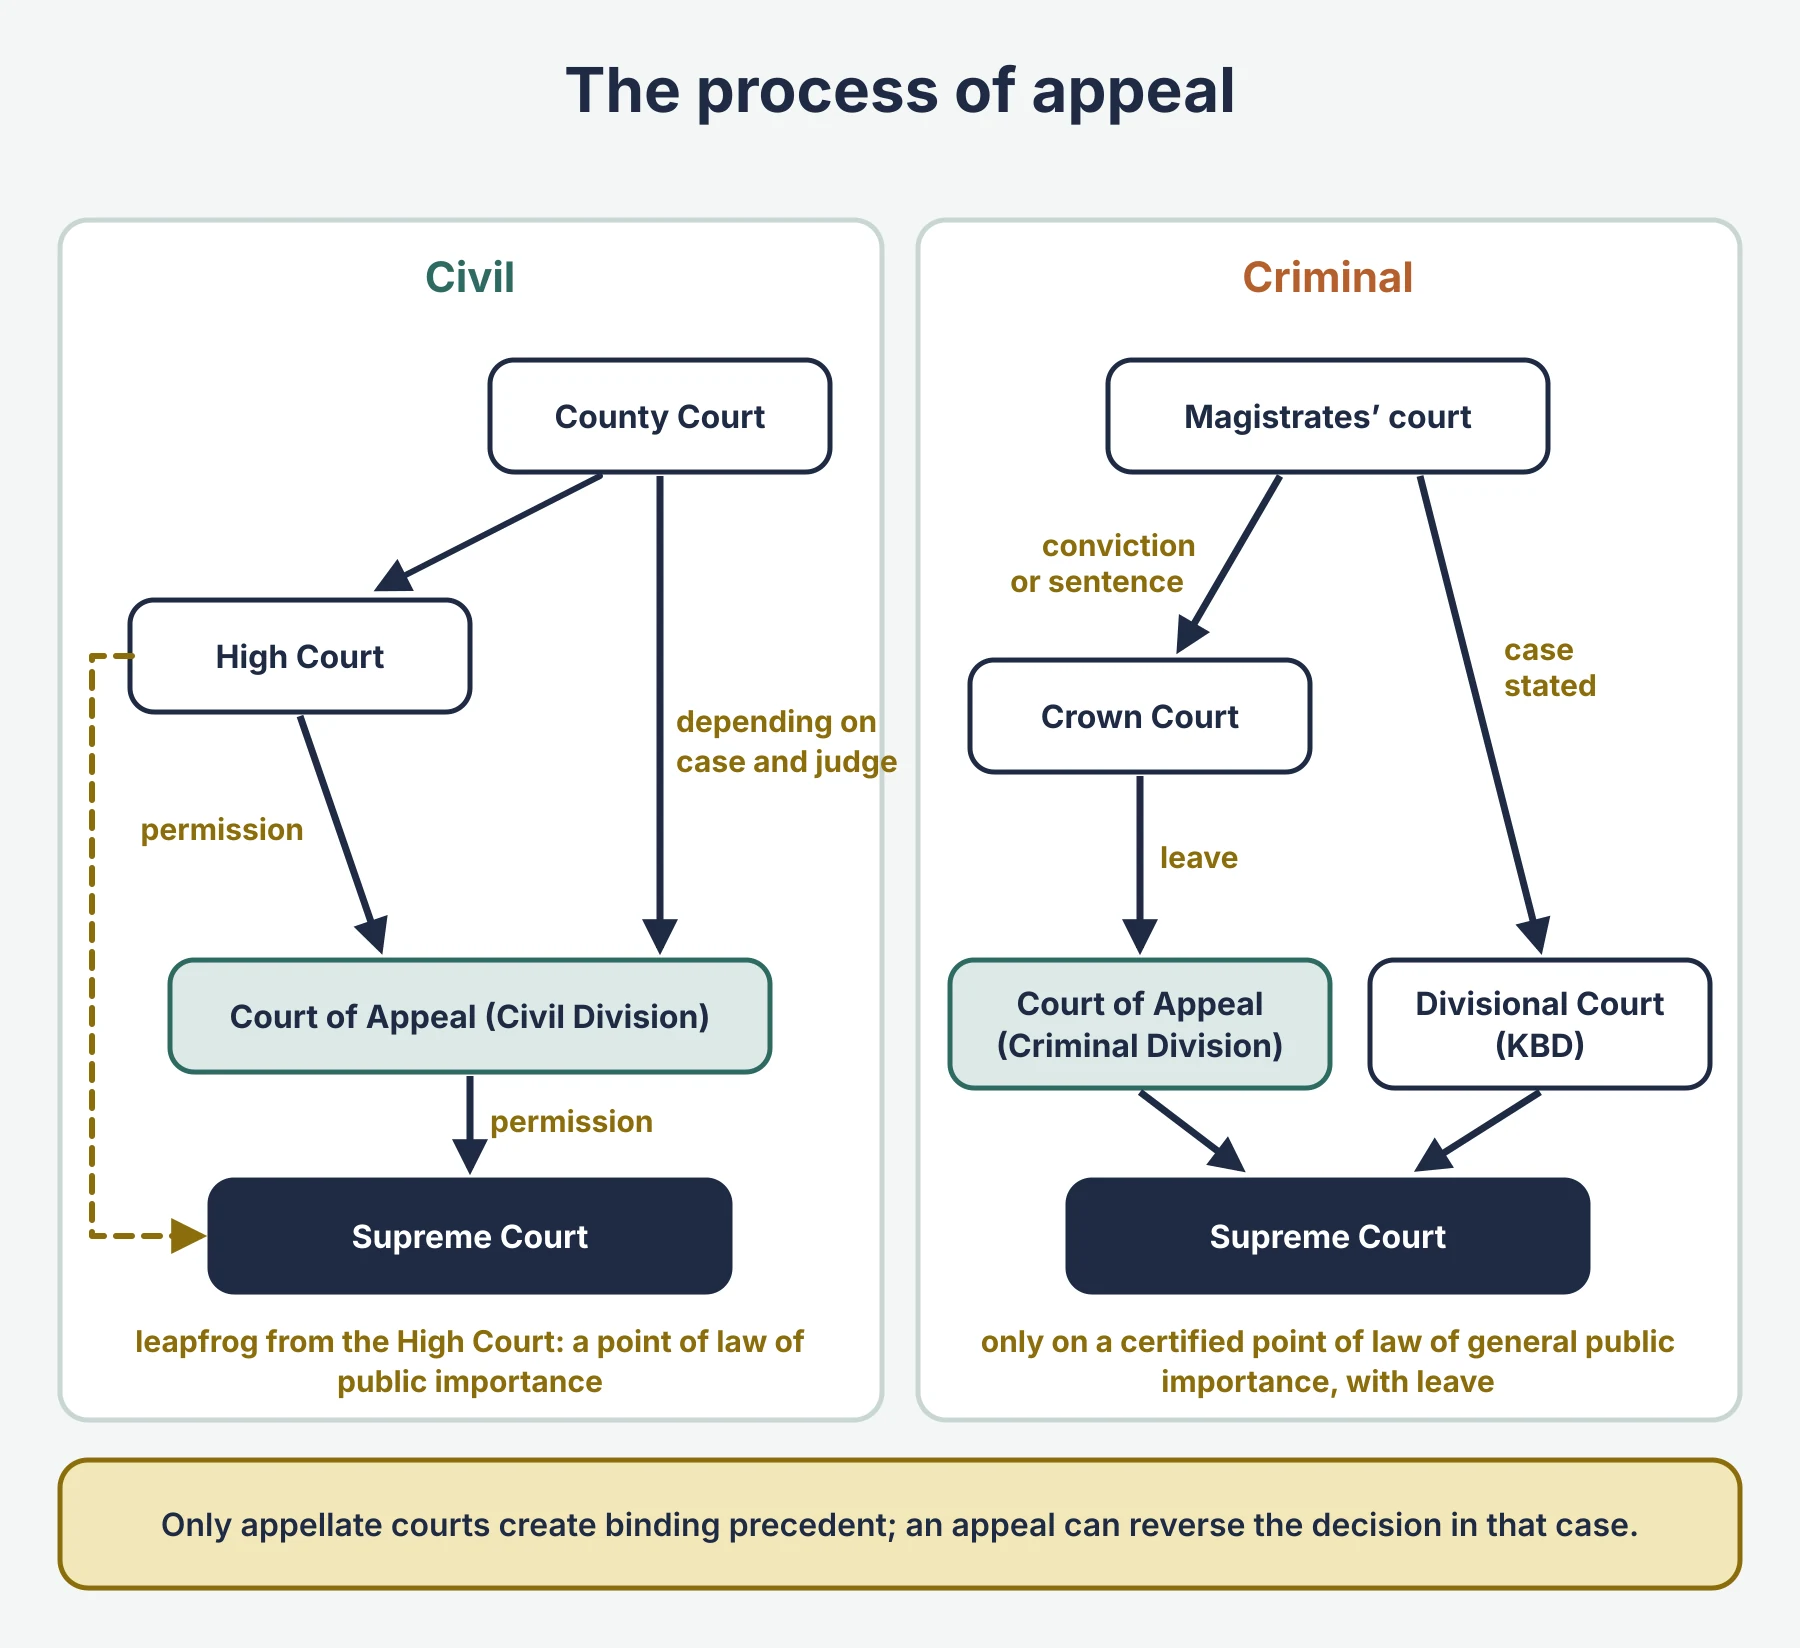 The process of appeal
Civil
County Court
High Court
depending on
case and judge
permission
Court of Appeal (Civil Division)
permission
Supreme Court
leapfrog from the High Court: a point of law of
public importance
Criminal
Magistrates’ court
conviction
or sentence
case
stated
Crown Court
leave
Court of Appeal
(Criminal Division)
Divisional Court
(KBD)
Supreme Court
only on a certified point of law of general public
importance, with leave
Only appellate courts create binding precedent; an appeal can reverse the decision in that case.